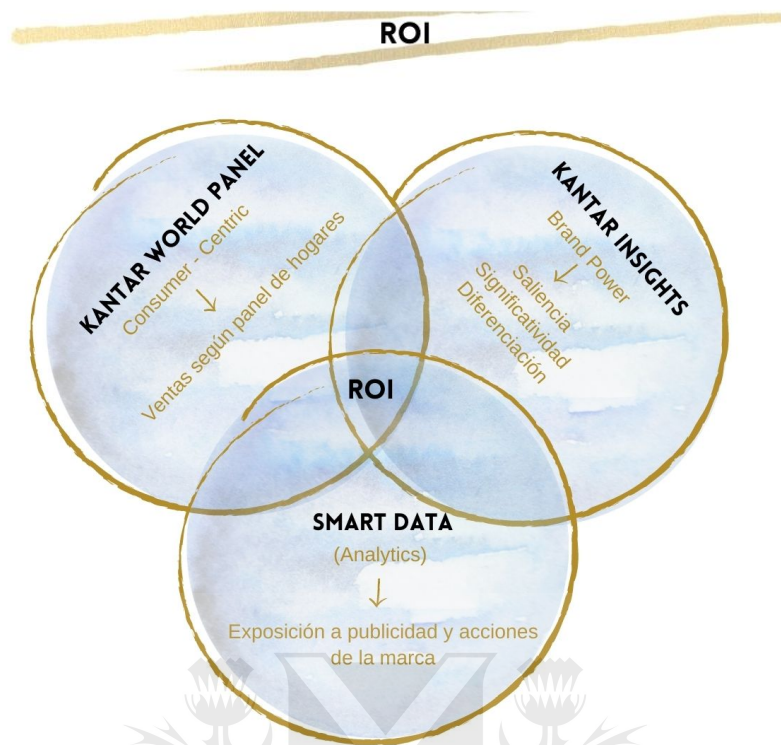 ROI
KANTAR WORLD PANEL
Consumer - Centric
↓
Ventas según panel de hogares
KANTAR INSIGHTS
Brand Power
↓
Saliencia
Significatividad
Diferenciación
ROI
SMART DATA
(Analytics)
↓
Exposición a publicidad y acciones
de la marca